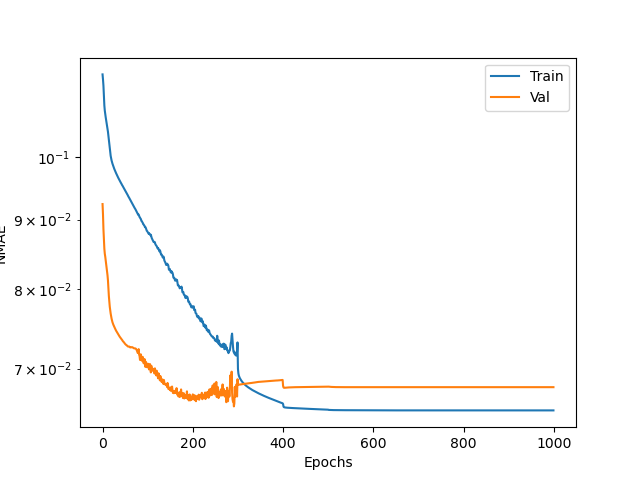 Train
Val
10⁻¹
9 × 10⁻²
8 × 10⁻²
7 × 10⁻²
NMAE
0 200 400 600 800 1000
Epochs